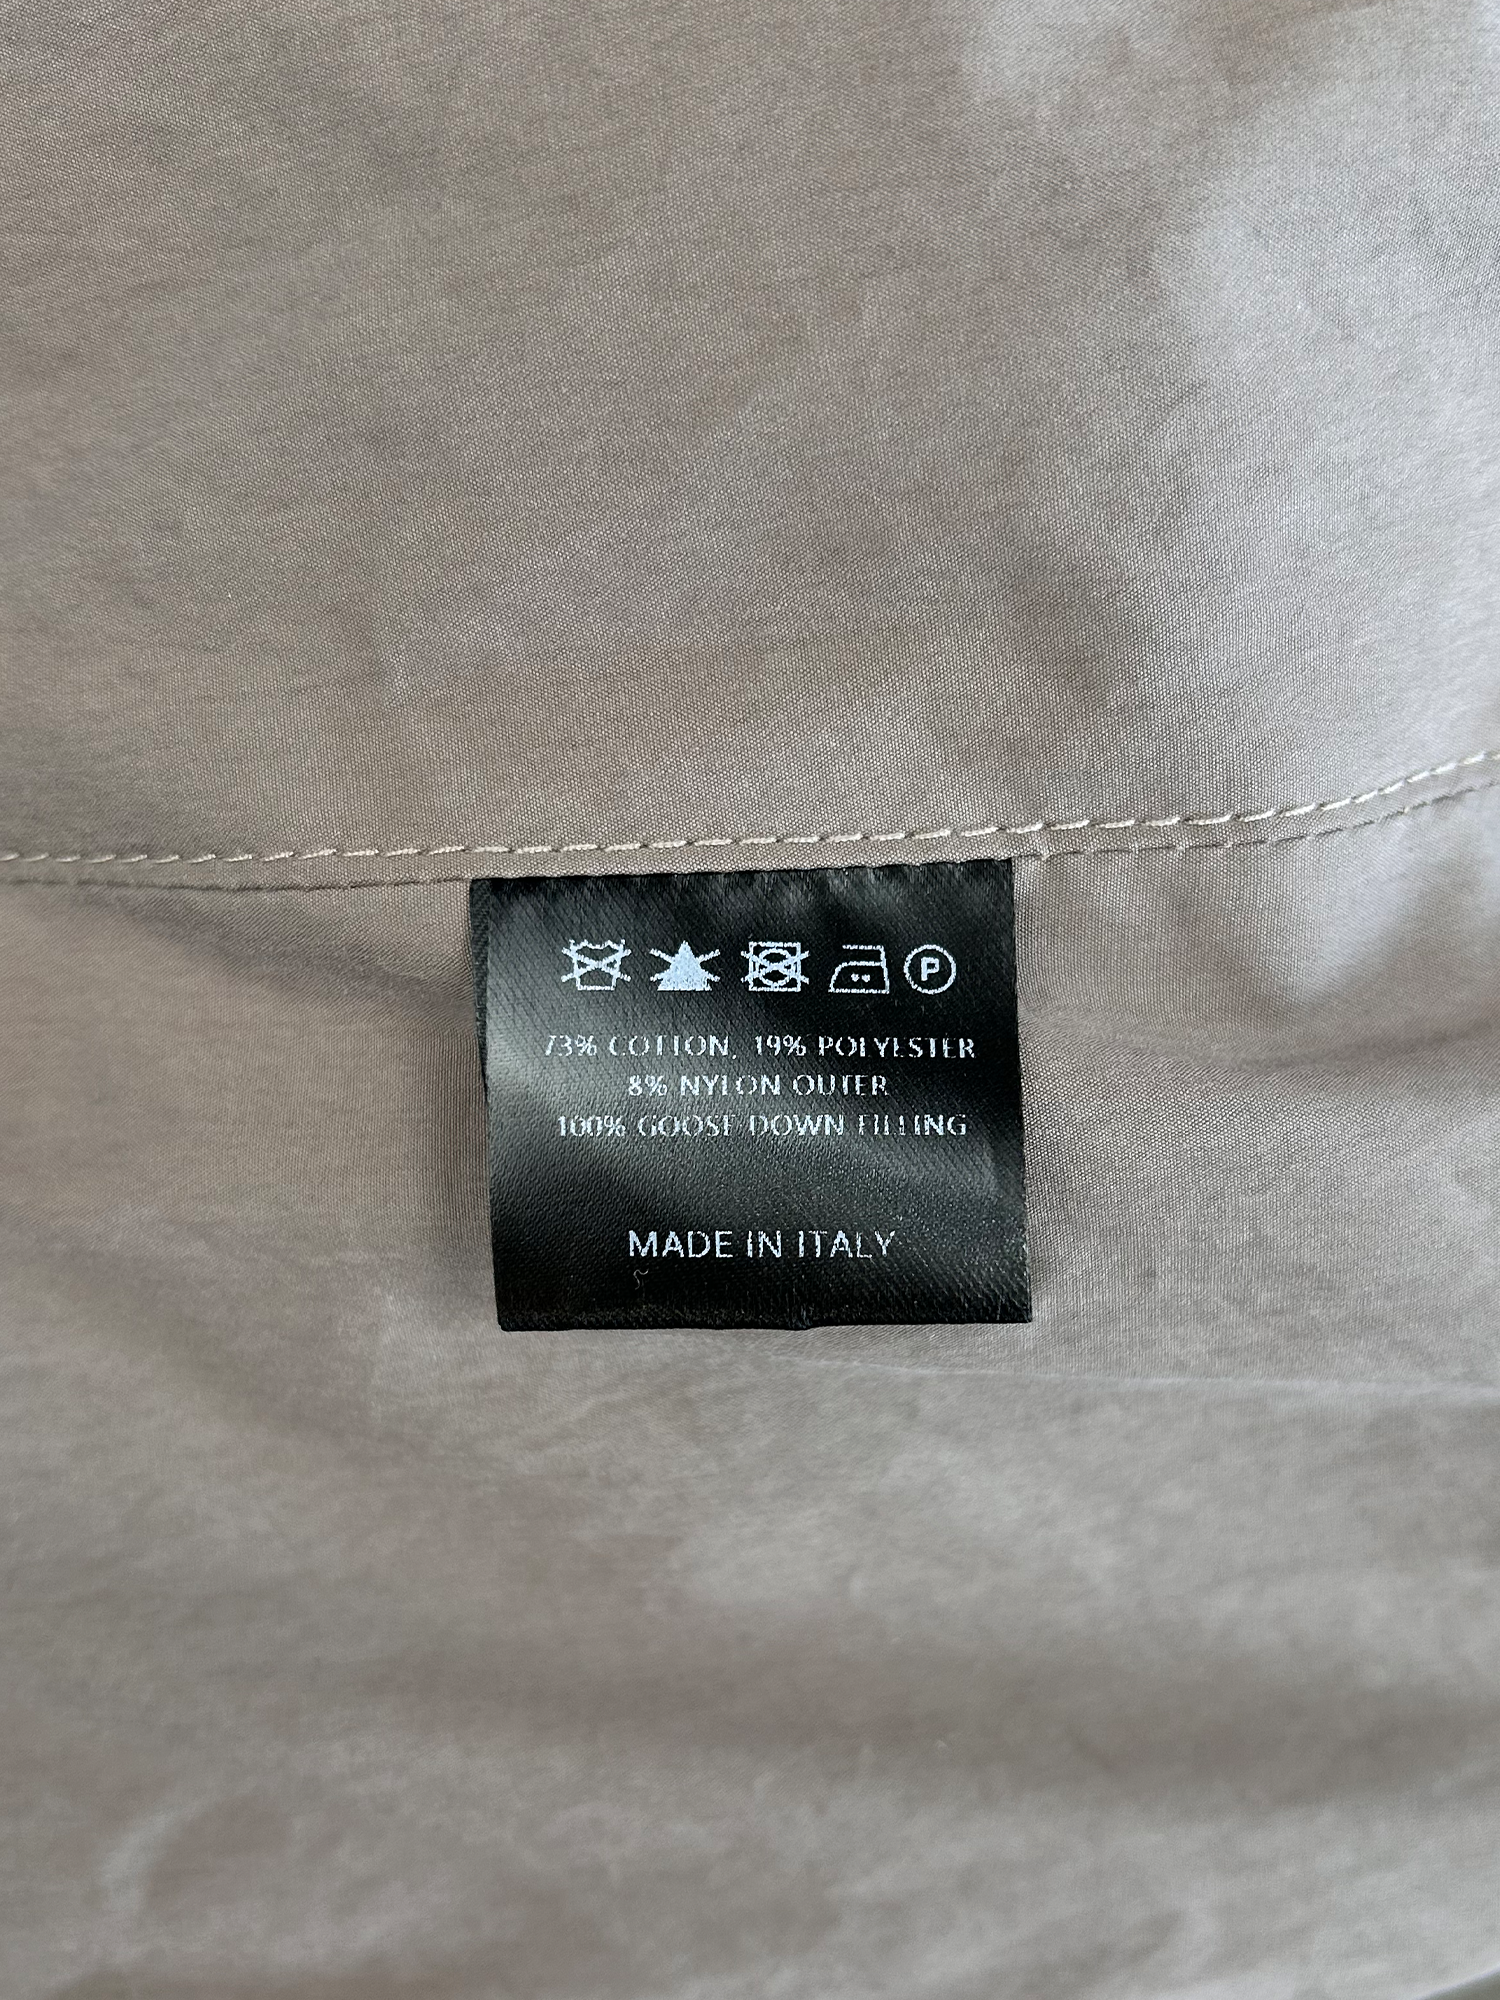 P
73% COTTON, 19% POLYESTER
8% NYLON OUTER
100% GOOSE DOWN FILLING
MADE IN ITALY